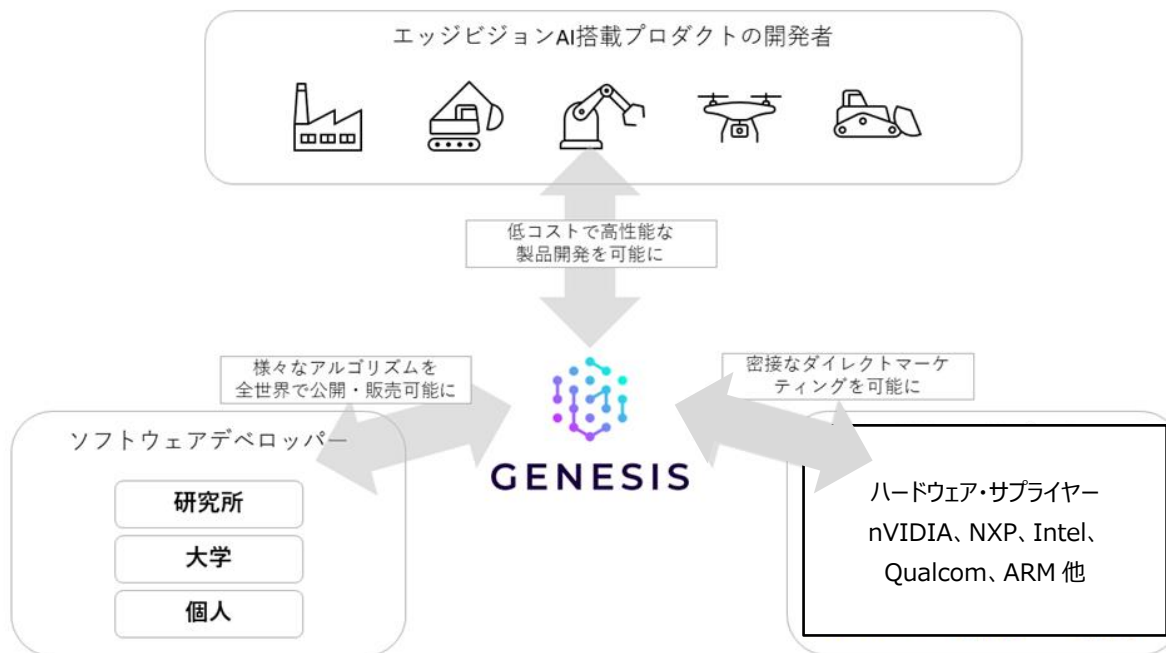 エッジビジョンAI搭載プロダクトの開発者
低コストで高性能な
製品開発を可能に
様々なアルゴリズムを
全世界で公開・販売可能に
密接なダイレクトマーケ
ティングを可能に
GENESIS
ソフトウェアデベロッパー
研究所
大学
個人
ハードウェア・サプライヤー
nVIDIA、NXP、Intel、
Qualcom、ARM 他